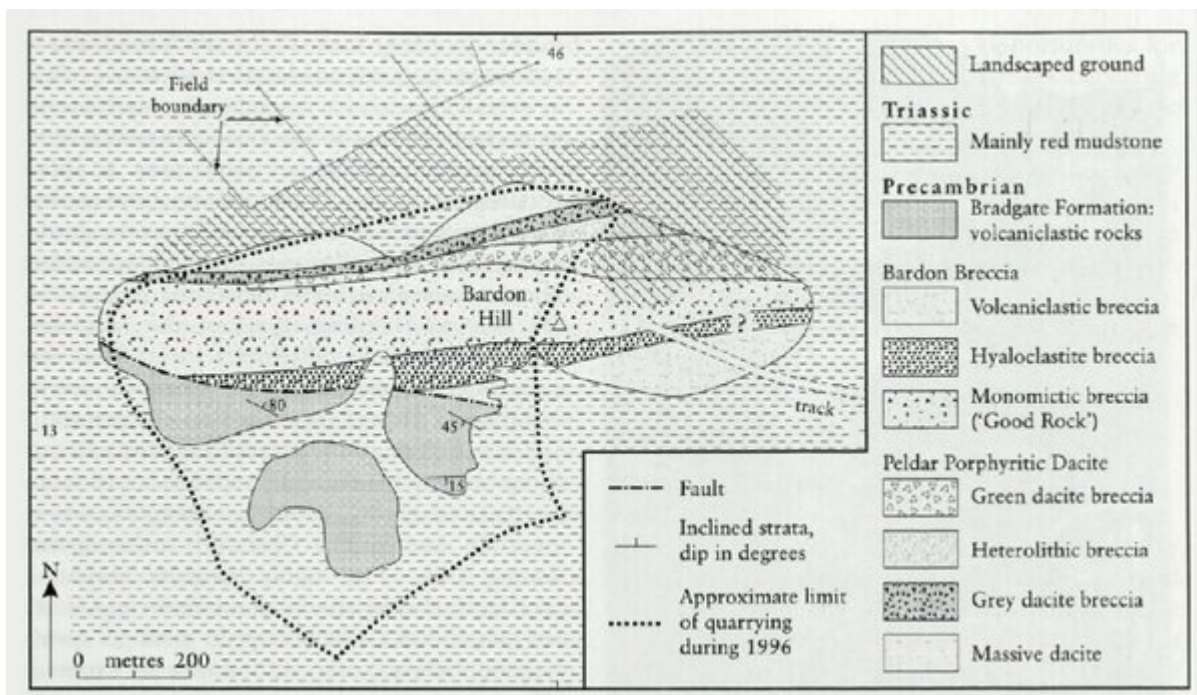 46
Field
boundary
Bardon
Hill
?
80
45
15
13
track
N
0 metres 200
Fault
Inclined strata,
dip in degrees
Approximate limit
of quarrying
during 1996
Landscaped ground
Triassic
Mainly red mudstone
Precambrian
Bradgate Formation:
volcaniclastic rocks
Bardon Breccia
Volcaniclastic breccia
Hyaloclastite breccia
Monomictic breccia
('Good Rock')
Peldar Porphyritic Dacite
Green dacite breccia
Heterolithic breccia
Grey dacite breccia
Massive dacite